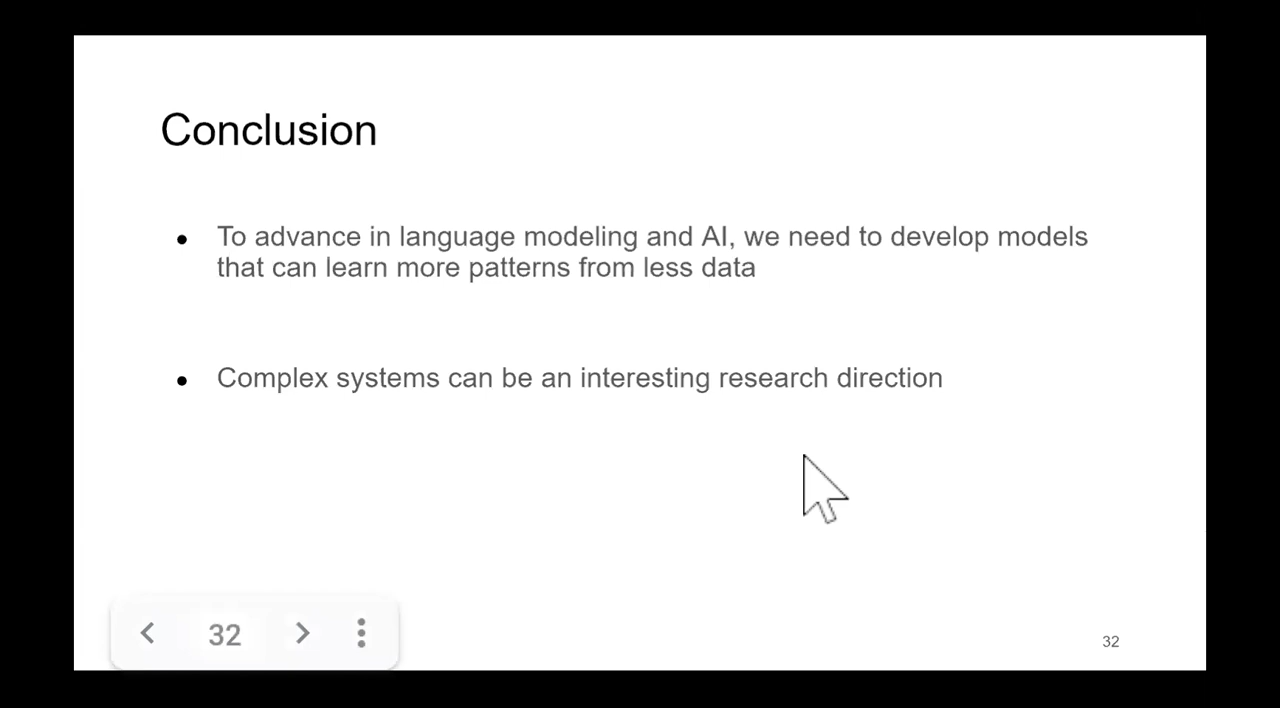 Conclusion
● To advance in language modeling and AI, we need to develop models
that can learn more patterns from less data
● Complex systems can be an interesting research direction
32
32